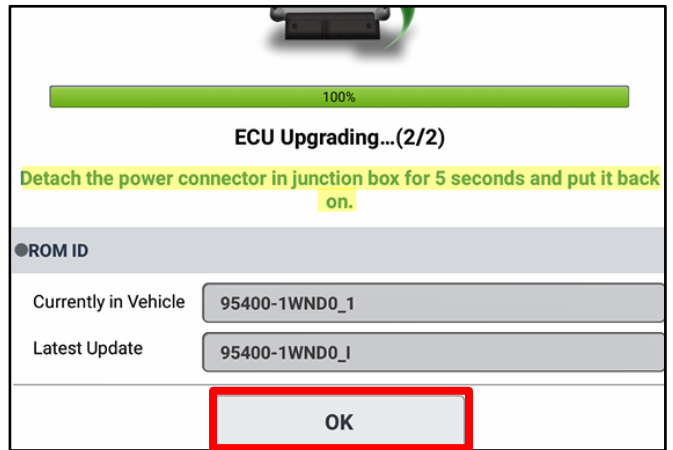 100%
ECU Upgrading...(2/2)
Detach the power connector in junction box for 5 seconds and put it back
on.
ROM ID
Currently in Vehicle 95400-1WND0_1
Latest Update 95400-1WND0_I
OK